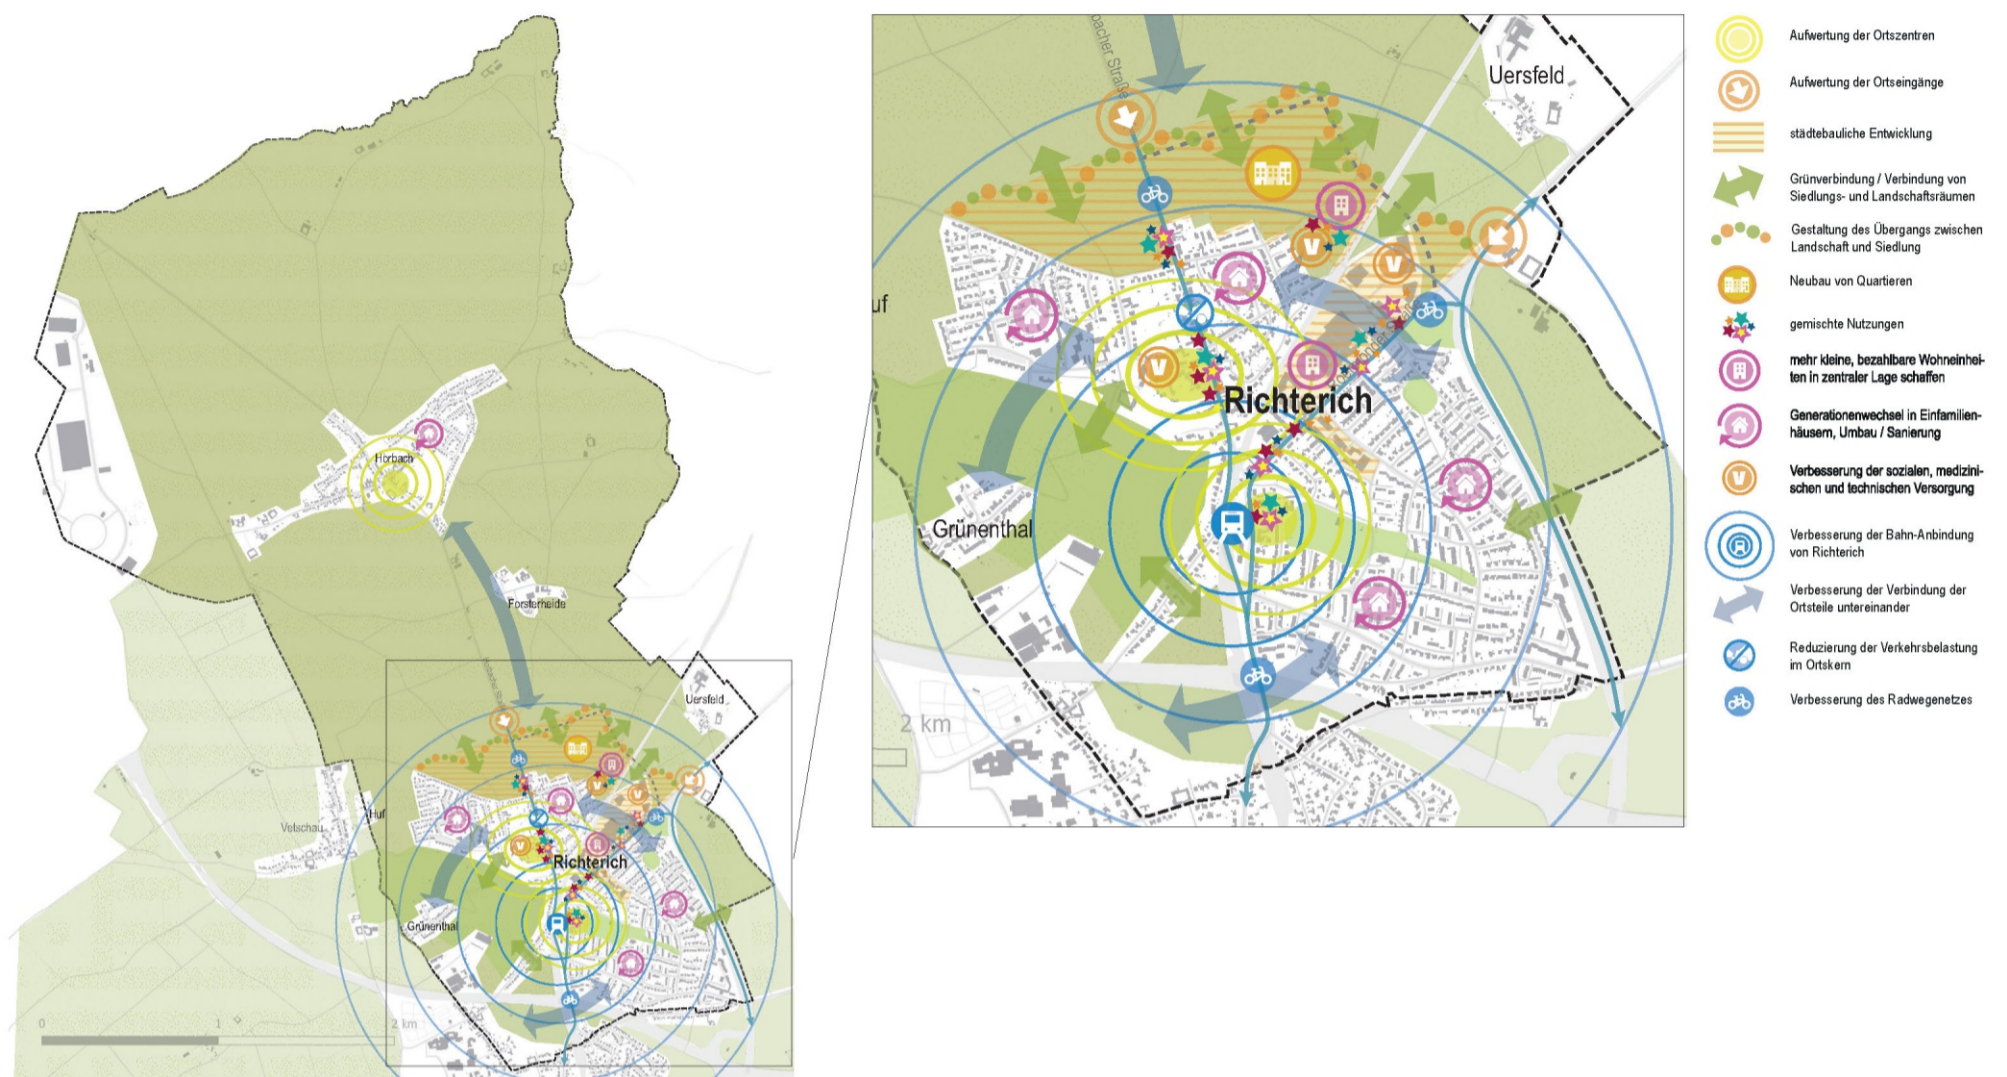 Horbach
Forsterheide
Uersfeld
Vetschau
Huf
Richterich
Grünenthal
0
1
2 km
bacher Straße
Uersfeld
uf
Richterich
Grünenthal
2 km
Aufwertung der Ortszentren
Aufwertung der Ortseingänge
städtebauliche Entwicklung
Grünverbindung / Verbindung von
Siedlungs- und Landschaftsräumen
Gestaltung des Übergangs zwischen
Landschaft und Siedlung
Neubau von Quartieren
gemischte Nutzungen
mehr kleine, bezahlbare Wohneinhei-
ten in zentraler Lage schaffen
Generationenwechsel in Einfamilien-
häusern, Umbau / Sanierung
Verbesserung der sozialen, medizini-
schen und technischen Versorgung
Verbesserung der Bahn-Anbindung
von Richterich
Verbesserung der Verbindung der
Ortsteile untereinander
Reduzierung der Verkehrsbelastung
im Ortskern
Verbesserung des Radwegenetzes